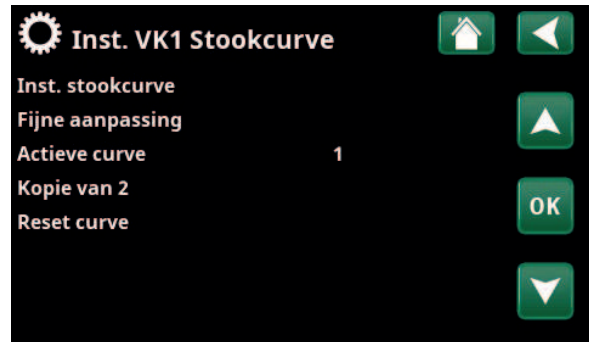 Inst. VK1 Stookcurve
Inst. stookcurve
Fijne aanpassing
Actieve curve 1
Kopie van 2
Reset curve
OK